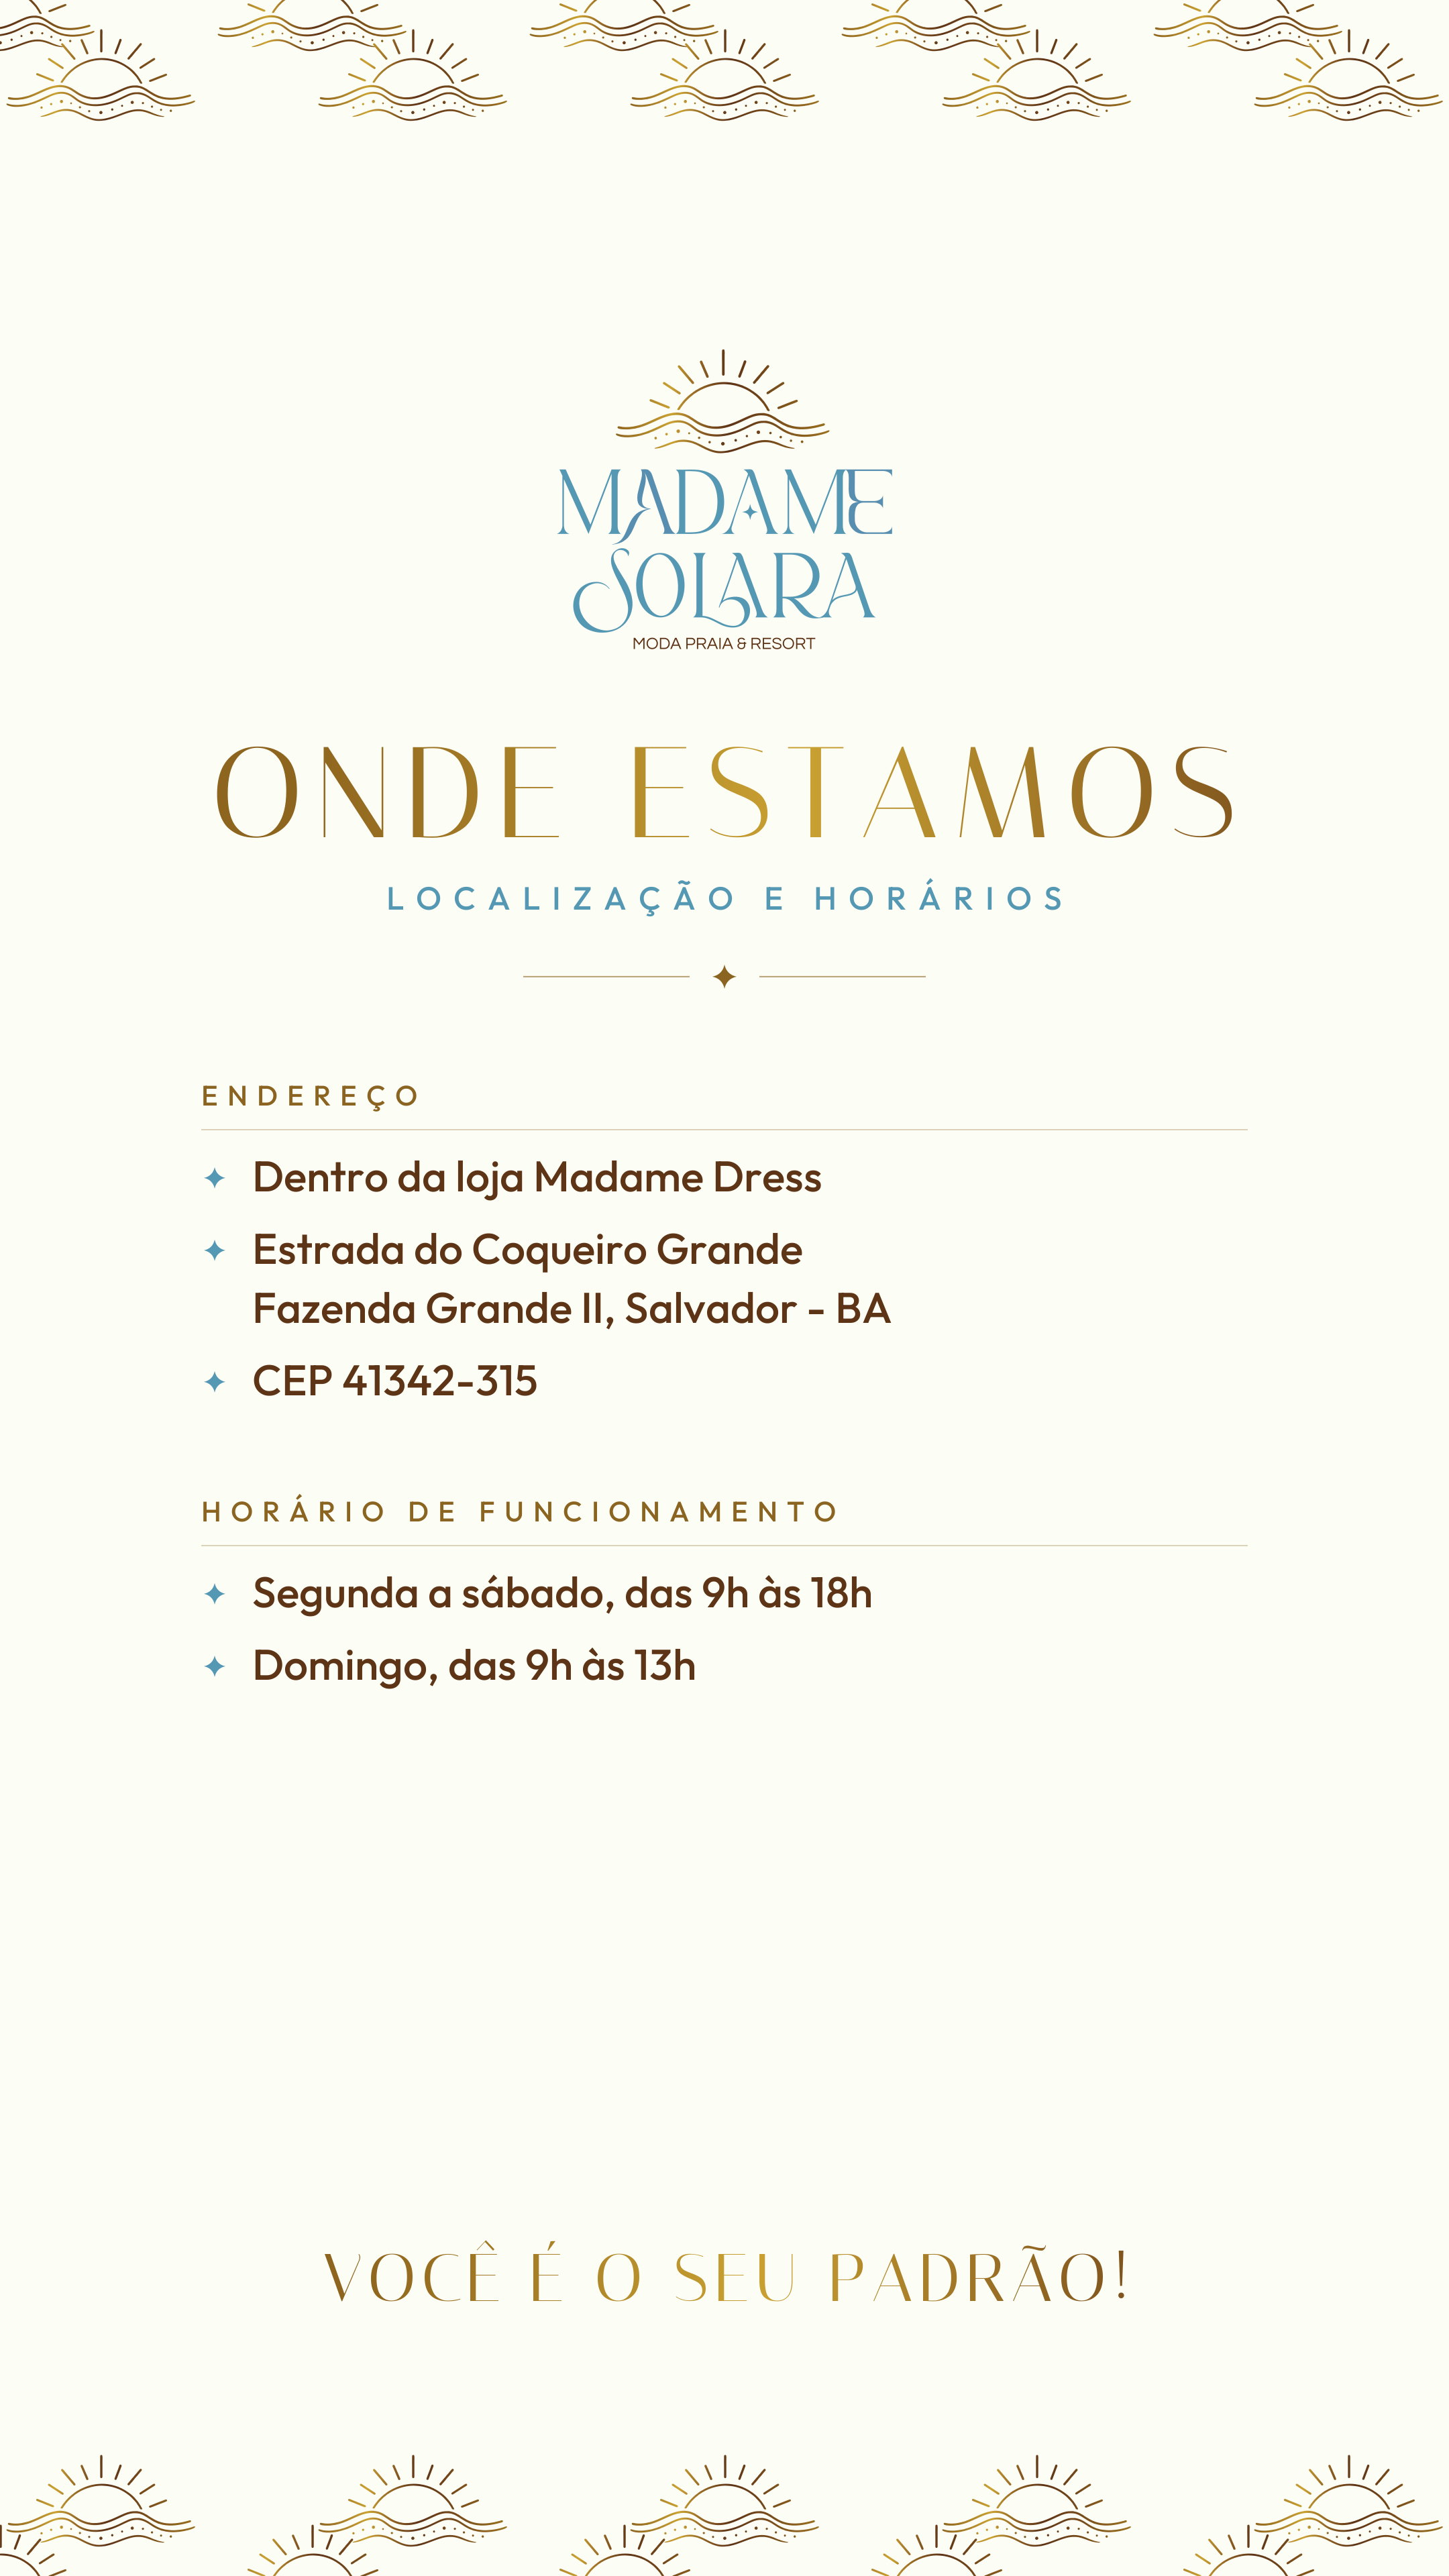 MADAME
SOLARA
MODA PRAIA & RESORT
ONDE ESTAMOS
LOCALIZAÇÃO E HORÁRIOS
ENDEREÇO
Dentro da loja Madame Dress
Estrada do Coqueiro Grande
Fazenda Grande II, Salvador - BA
CEP 41342-315
HORÁRIO DE FUNCIONAMENTO
Segunda a sábado, das 9h às 18h
Domingo, das 9h às 13h
VOCÊ É O SEU PADRÃO!